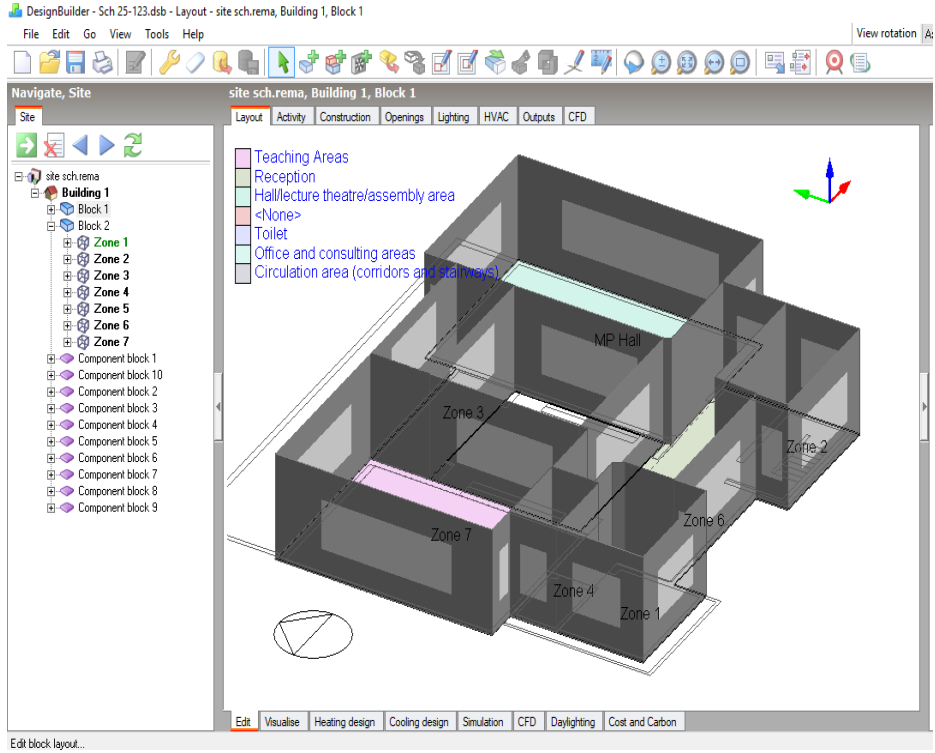 DesignBuilder - Sch 25-123.dsb - Layout - site sch.rema, Building 1, Block 1
File Edit Go View Tools Help
View rotation
Navigate, Site
site sch.rema, Building 1, Block 1
Site
Layout Activity Construction Openings Lighting HVAC Outputs CFD
site sch.rema
Building 1
Block 1
Block 2
Zone 1
Zone 2
Zone 3
Zone 4
Zone 5
Zone 6
Zone 7
Component block 1
Component block 10
Component block 2
Component block 3
Component block 4
Component block 5
Component block 6
Component block 7
Component block 8
Component block 9
Teaching Areas
Reception
Hall/lecture theatre/assembly area
<None>
Toilet
Office and consulting areas
Circulation area (corridors and stairways)
MP Hall
Zone 3
Zone 2
Zone 6
Zone 7
Zone 4
Zone 1
Edit Visualise Heating design Cooling design Simulation CFD Daylighting Cost and Carbon
Edit block layout...